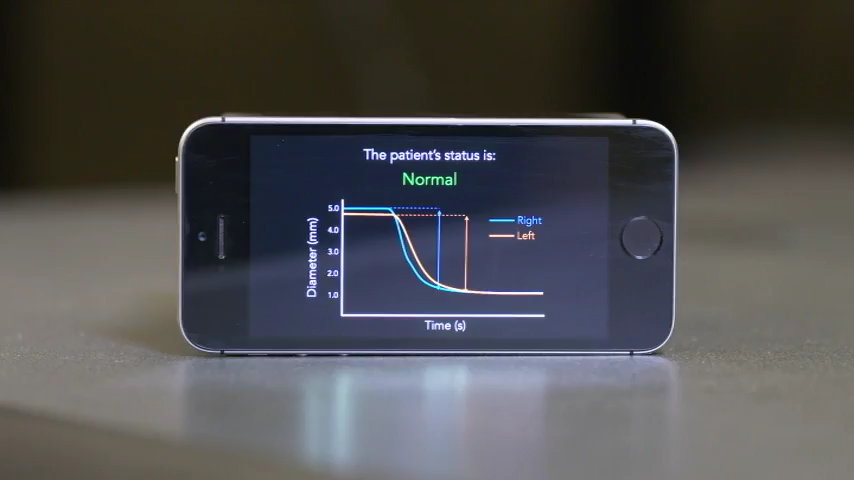 The patient's status is:
Normal
5.0
4.0
3.0
2.0
1.0
Diameter (mm)
Time (s)
Right
Left